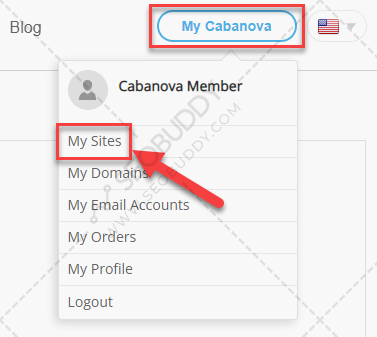 Blog
My Cabanova
Cabanova Member
My Sites
My Domains
My Email Accounts
My Orders
My Profile
Logout
SEOBUDDY
WWW.SEOBUDDY.COM